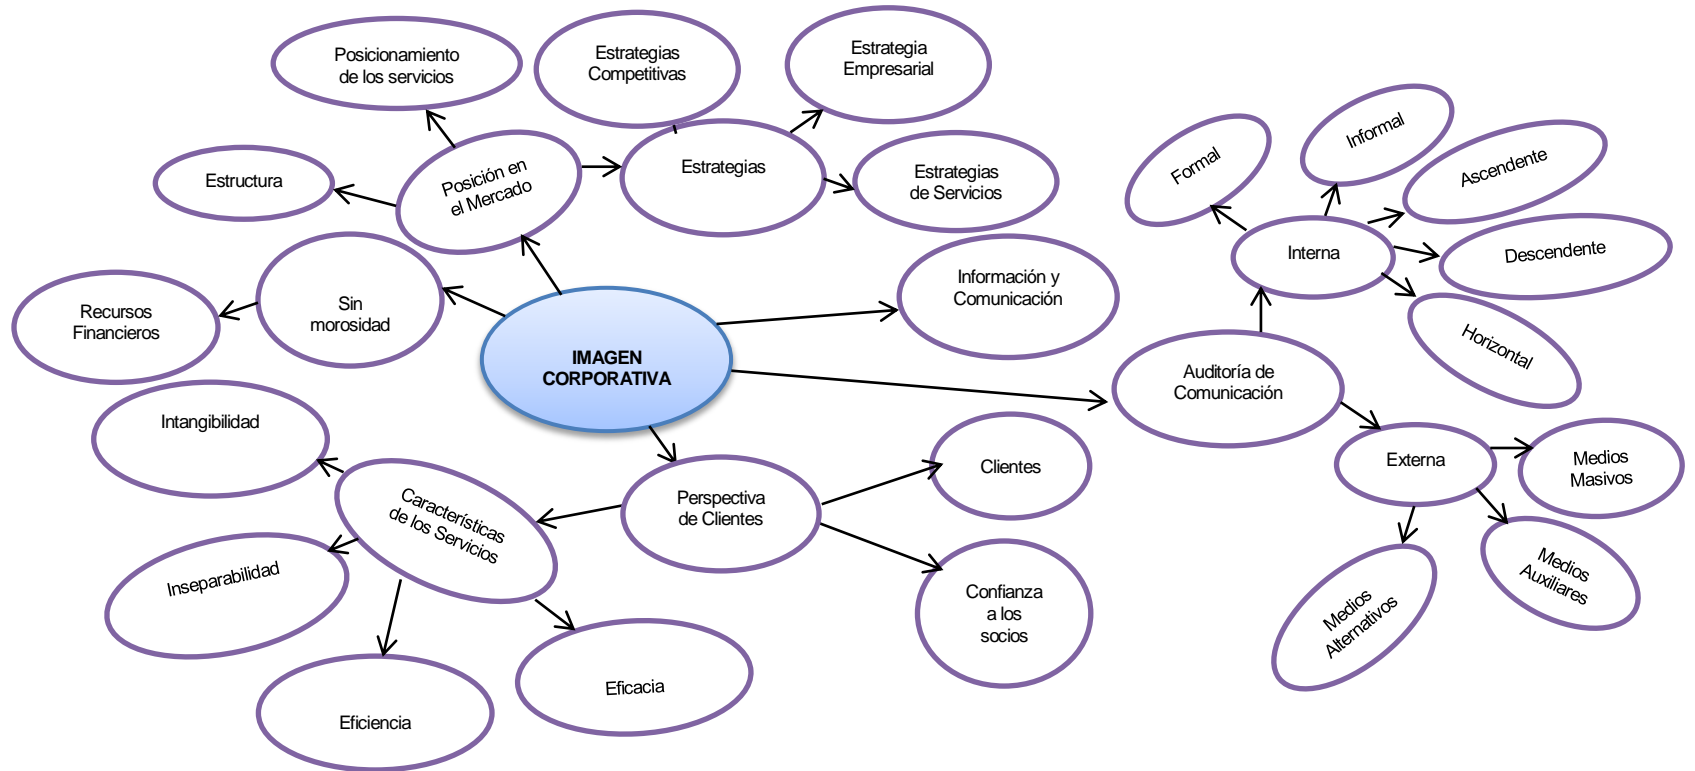 Posicionamiento
de los servicios
Estrategias
Competitivas
Estrategia
Empresarial
Estructura
Posición en
el Mercado
Estrategias
Estrategias
de Servicios
Formal
Informal
Ascendente
Interna
Descendente
Horizontal
Recursos
Financieros
Sin
morosidad
Información y
Comunicación
IMAGEN
CORPORATIVA
Auditoría de
Comunicación
Intangibilidad
Características
de los Servicios
Perspectiva
de Clientes
Clientes
Externa
Medios
Masivos
Inseparabilidad
Confianza
a los
socios
Medios
Alternativos
Medios
Auxiliares
Eficiencia
Eficacia